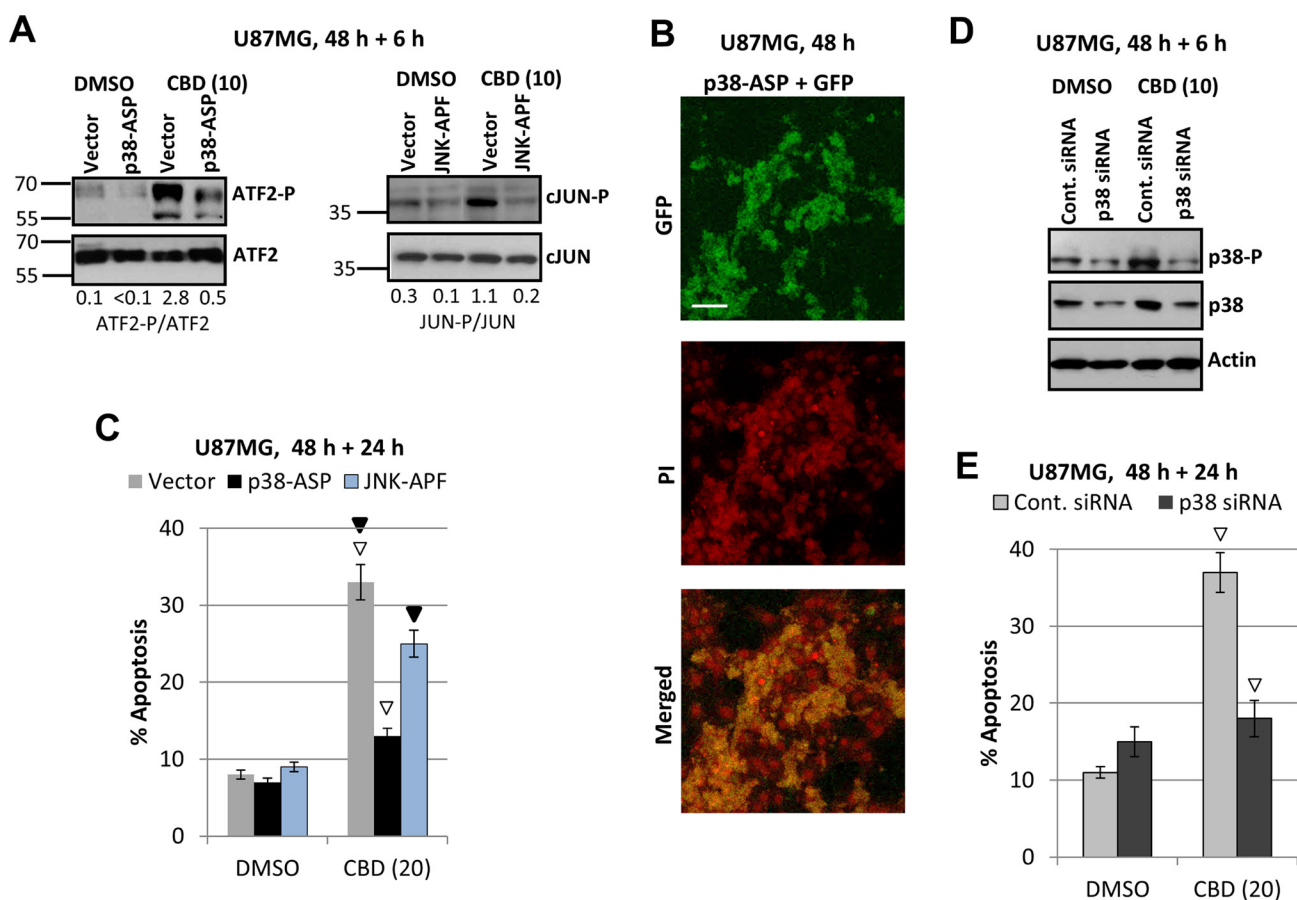 A
U87MG, 48 h + 6 h
DMSO CBD (10)
Vector
p38-ASP
Vector
p38-ASP
70
55
ATF2-P
70
55
ATF2
0.1 <0.1 2.8 0.5
ATF2-P/ATF2
DMSO CBD (10)
Vector
JNK-APF
Vector
JNK-APF
35
cJUN-P
35
cJUN
0.3 0.1 1.1 0.2
JUN-P/JUN
B
U87MG, 48 h
p38-ASP + GFP
GFP
PI
Merged
C
U87MG, 48 h + 24 h
Vector p38-ASP JNK-APF
% Apoptosis
40
30
20
10
0
DMSO CBD (20)
D
U87MG, 48 h + 6 h
DMSO CBD (10)
Cont. siRNA
p38 siRNA
Cont. siRNA
p38 siRNA
p38-P
p38
Actin
E
U87MG, 48 h + 24 h
Cont. siRNA p38 siRNA
% Apoptosis
40
30
20
10
0
DMSO CBD (20)